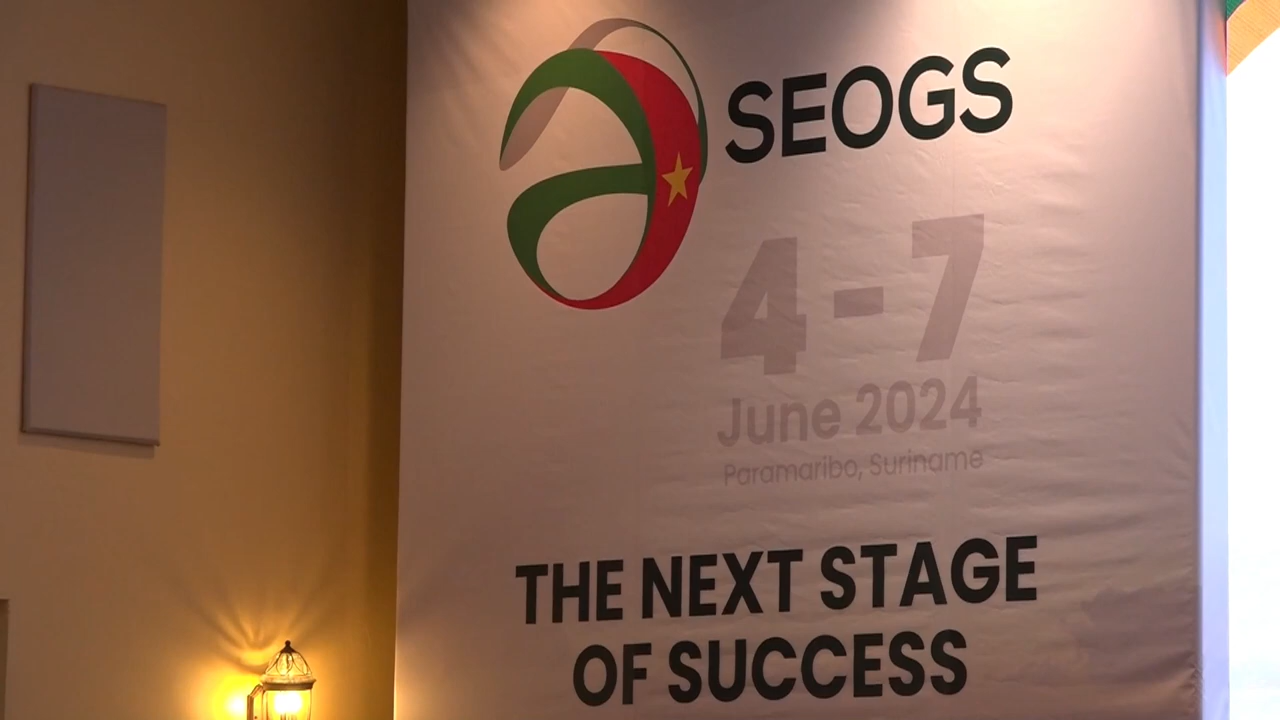 SEOGS
4-7
June 2024
Paramaribo, Suriname
THE NEXT STAGE
OF SUCCESS